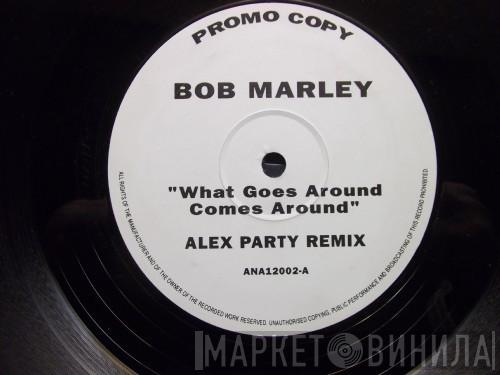 PROMO COPY
BOB MARLEY
"What Goes Around
Comes Around"
ALEX PARTY REMIX
ANA12002-A
ALL RIGHTS OF THE MANUFACTURER AND OF THE OWNER OF THE RECORDED WORK RESERVED. UNAUTHORISED COPYING, PUBLIC PERFORMANCE AND BROADCASTING OF THIS RECORD PROHIBITED.
МАРКЕТ ВИНИЛА